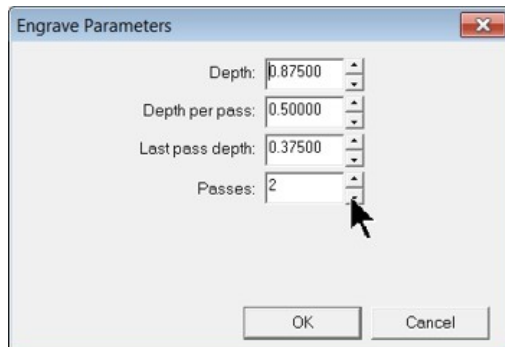 Engrave Parameters
Depth: 0.87500
Depth per pass: 0.50000
Last pass depth: 0.37500
Passes: 2
OK Cancel